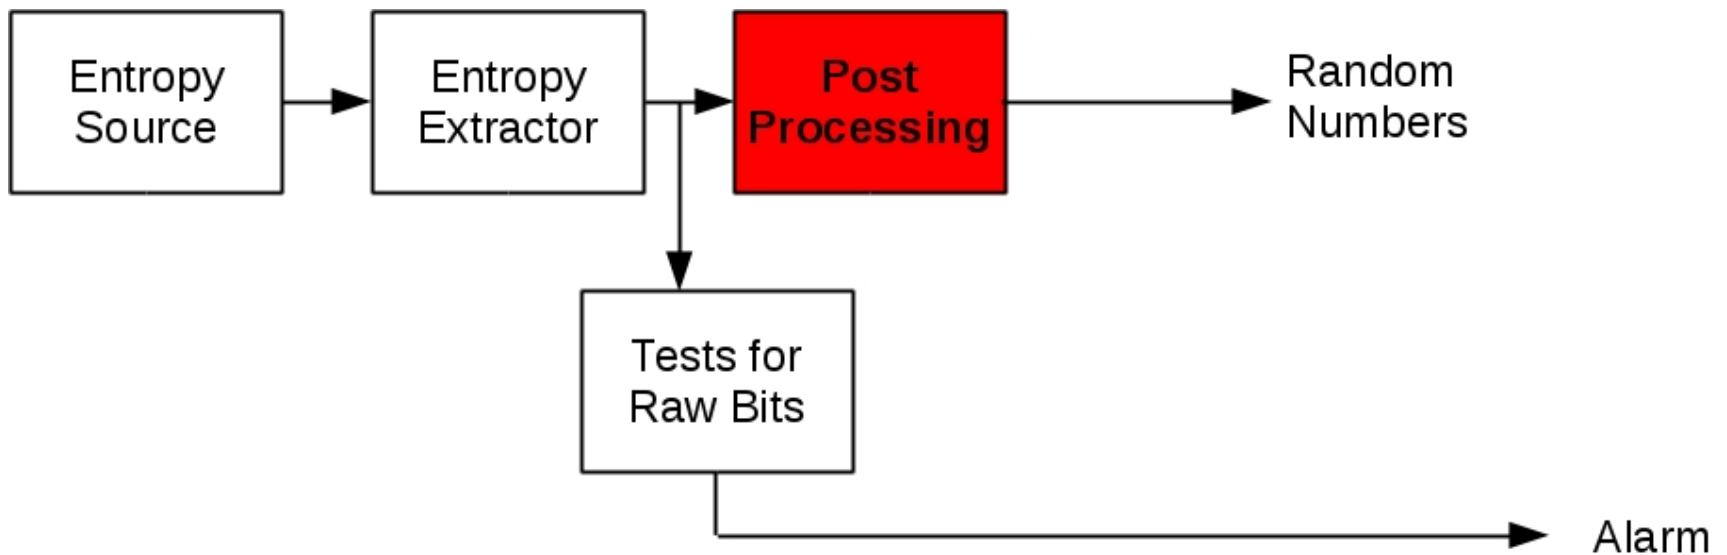 Entropy
Source
Entropy
Extractor
Post
Processing
Random
Numbers
Tests for
Raw Bits
Alarm